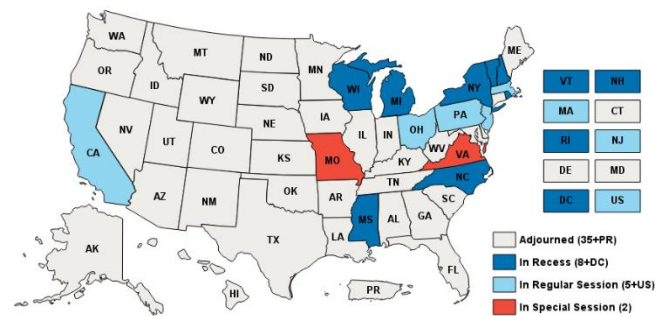 WA
MT
ND
MN
ME
OR
ID
SD
WI
MI
NY
WY
VT
NH
NV
UT
CO
NE
IA
IL
IN
OH
PA
MA
CT
CA
KS
MO
KY
WV
VA
RI
NJ
AZ
NM
OK
AR
TN
NC
DE
MD
TX
LA
MS
AL
GA
SC
DC
US
AK
HI
PR
FL
Adjourned (35+PR)
In Recess (8+DC)
In Regular Session (5+US)
In Special Session (2)